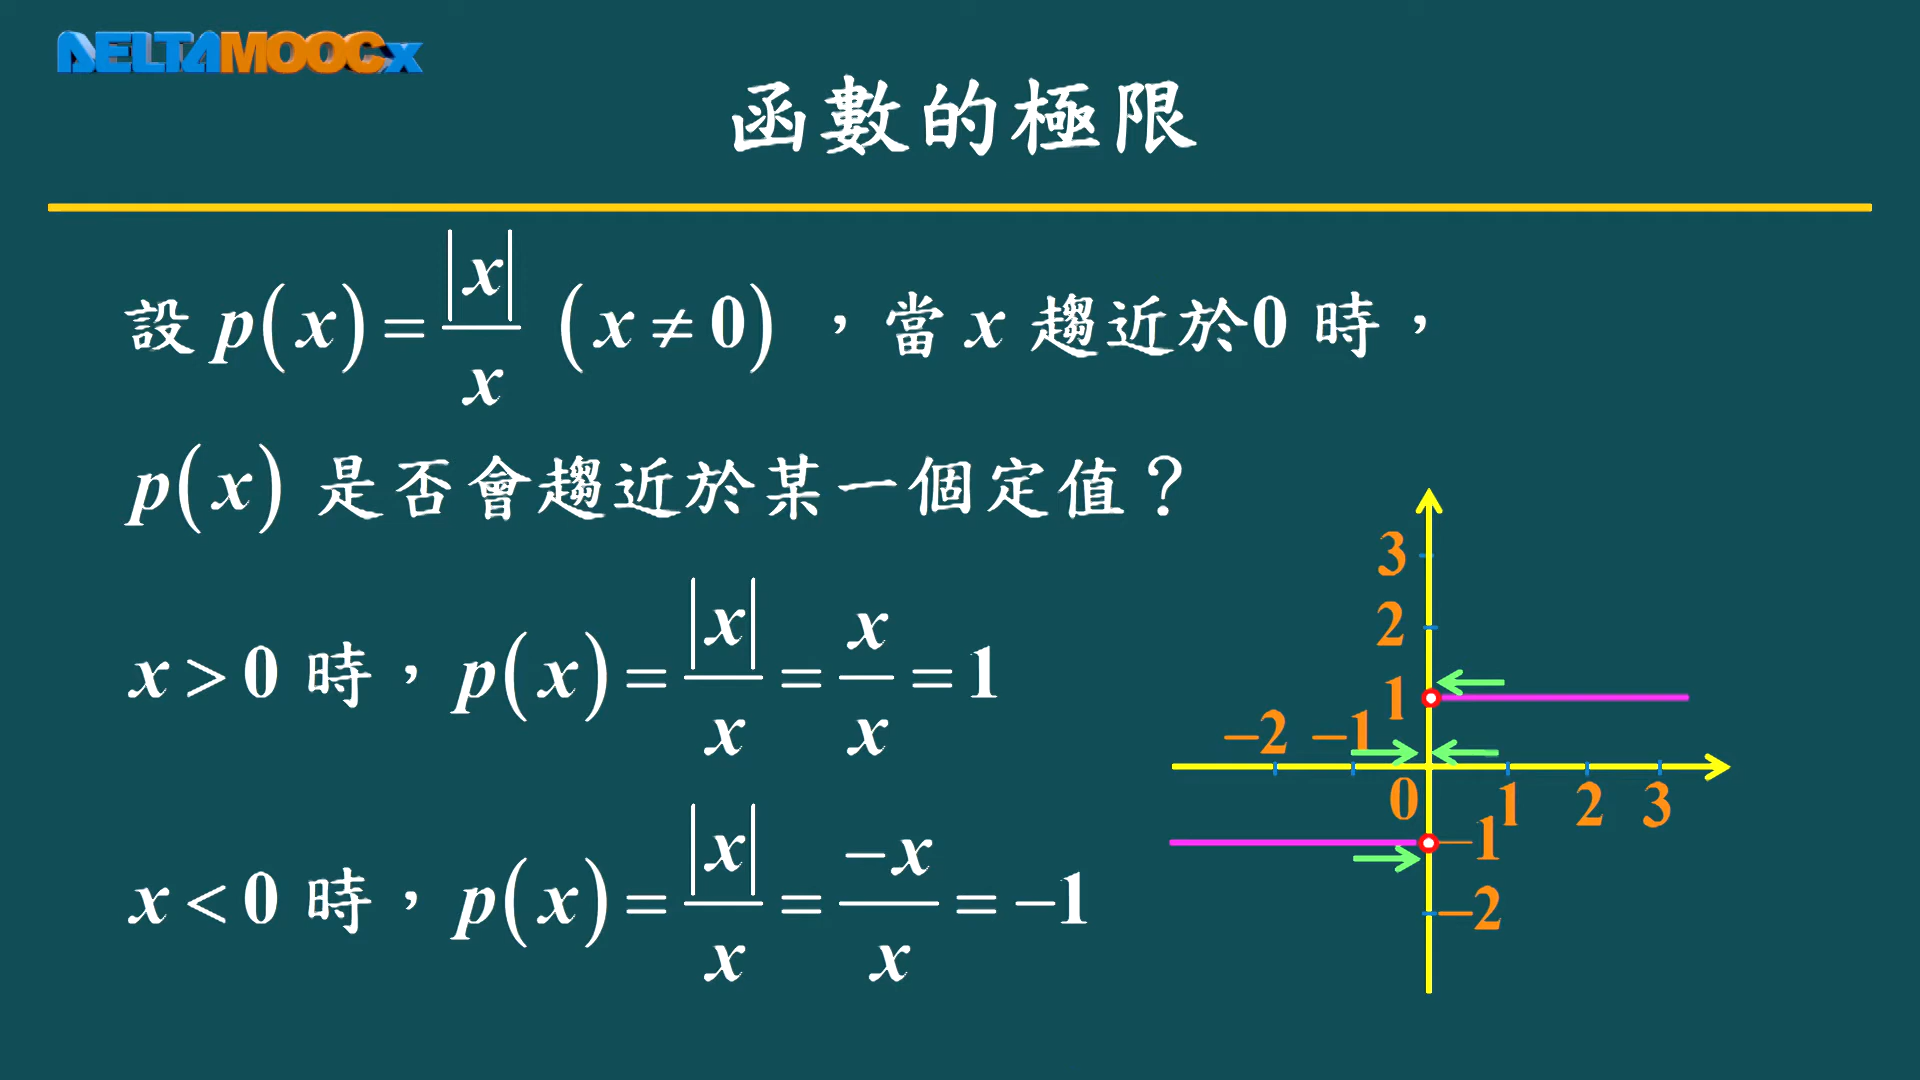 DELTAMOOCx
函數的極限
設 p(x) = |x|/x (x ≠ 0) ，當 x 趨近於0 時，
p(x) 是否會趨近於某一個定值？
x > 0 時，p(x) = |x|/x = x/x = 1
x < 0 時，p(x) = |x|/x = −x/x = −1
3
2
1
−2 −1
0 1 2 3
−1
−2